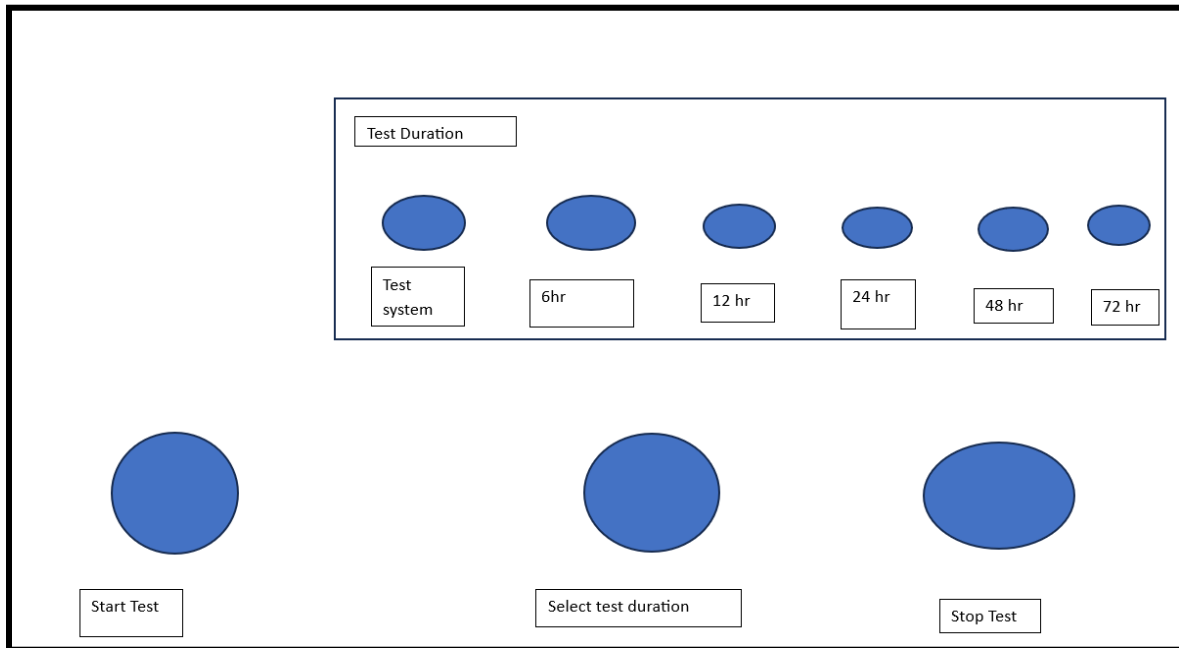 Test Duration
Test
system
6hr
12 hr
24 hr
48 hr
72 hr
Start Test
Select test duration
Stop Test